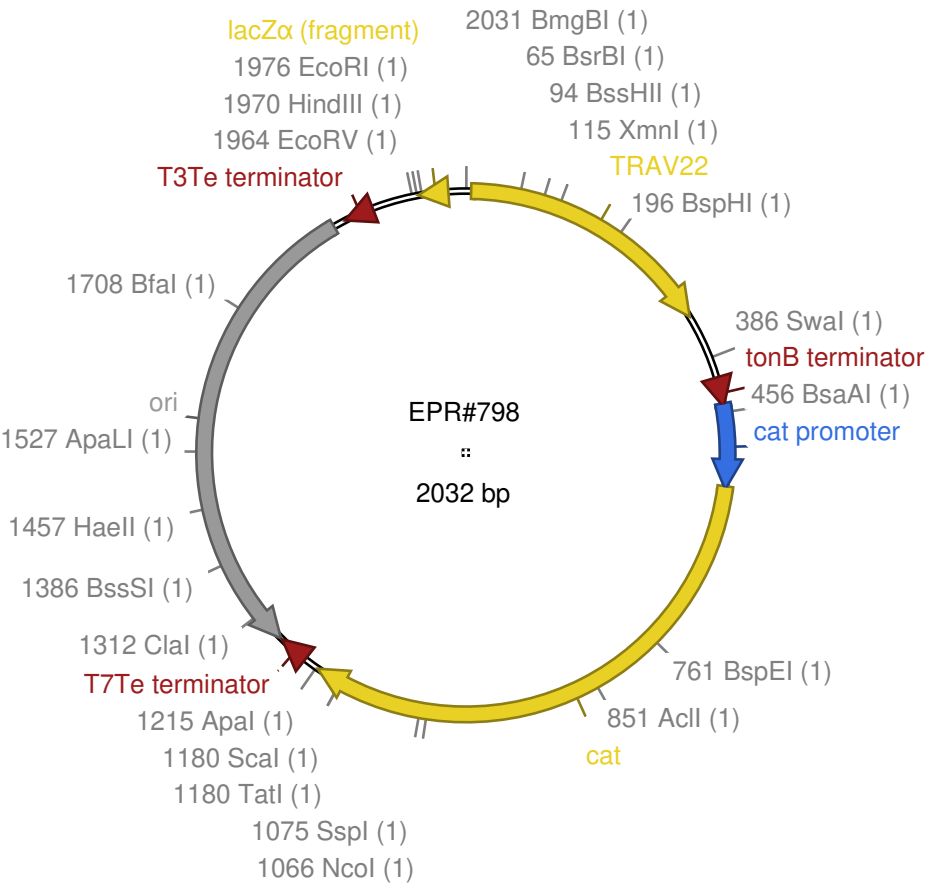 lacZα (fragment)
1976 EcoRI (1)
1970 HindIII (1)
1964 EcoRV (1)
T3Te terminator
2031 BmgBI (1)
65 BsrBI (1)
94 BssHII (1)
115 XmnI (1)
TRAV22
196 BspHI (1)
1708 BfaI (1)
386 SwaI (1)
tonB terminator
456 BsaAI (1)
cat promoter
ori
1527 ApaLI (1)
EPR#798
2032 bp
1457 HaeII (1)
1386 BssSI (1)
1312 ClaI (1)
T7Te terminator
1215 ApaI (1)
1180 ScaI (1)
1180 TatI (1)
1075 SspI (1)
1066 NcoI (1)
761 BspEI (1)
851 AclI (1)
cat